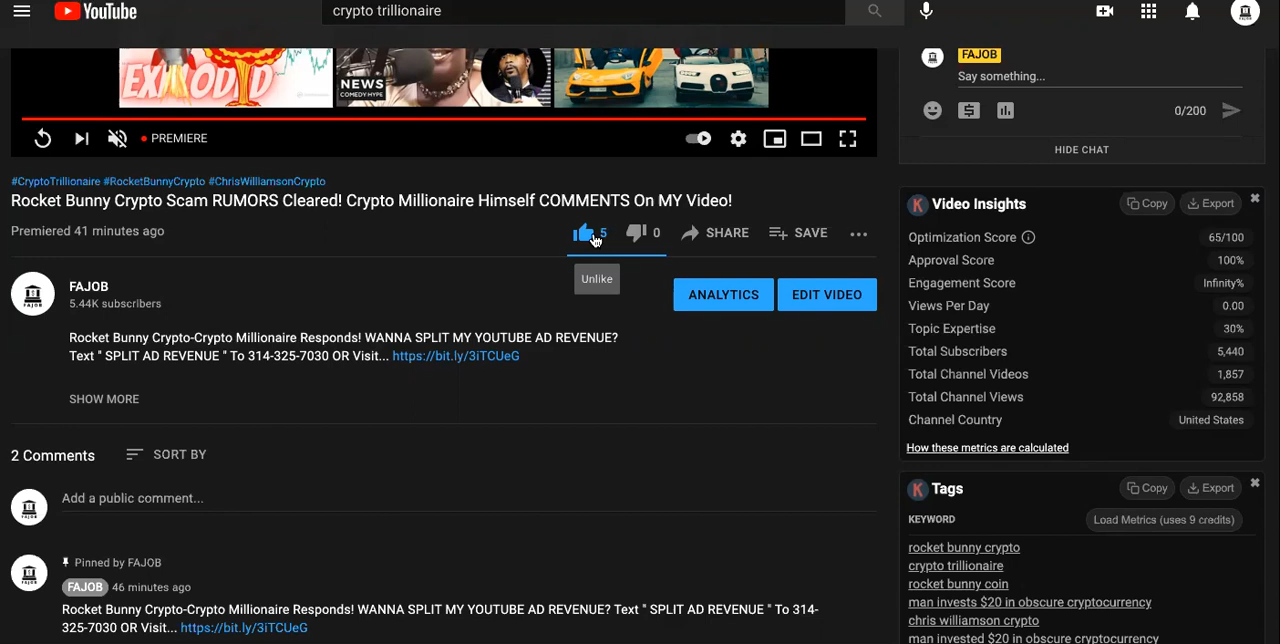 YouTube
crypto trillionaire
EXPLODED
NEWS
COMEDY HYPE
PREMIERE
#CryptoTrillionaire #RocketBunnyCrypto #ChrisWilliamsonCrypto
Rocket Bunny Crypto Scam RUMORS Cleared! Crypto Millionaire Himself COMMENTS On MY Video!
Premiered 41 minutes ago
5
0
SHARE
SAVE
Unlike
FAJOB
5.44K subscribers
ANALYTICS
EDIT VIDEO
Rocket Bunny Crypto-Crypto Millionaire Responds! WANNA SPLIT MY YOUTUBE AD REVENUE?
Text " SPLIT AD REVENUE " To 314-325-7030 OR Visit... https://bit.ly/3iTCUeG
SHOW MORE
2 Comments
SORT BY
FAJOB
Add a public comment...
FAJOB
Pinned by FAJOB
FAJOB 46 minutes ago
Rocket Bunny Crypto-Crypto Millionaire Responds! WANNA SPLIT MY YOUTUBE AD REVENUE? Text " SPLIT AD REVENUE " To 314-
325-7030 OR Visit... https://bit.ly/3iTCUeG
FAJOB
Say something...
0/200
HIDE CHAT
K Video Insights
Copy
Export
Optimization Score 65/100
Approval Score 100%
Engagement Score Infinity%
Views Per Day 0.00
Topic Expertise 30%
Total Subscribers 5,440
Total Channel Videos 1,857
Total Channel Views 92,858
Channel Country United States
How these metrics are calculated
K Tags
Copy
Export
KEYWORD
Load Metrics (uses 9 credits)
rocket bunny crypto
crypto trillionaire
rocket bunny coin
man invests $20 in obscure cryptocurrency
chris williamson crypto
man invested $20 in obscure cryptocurrency